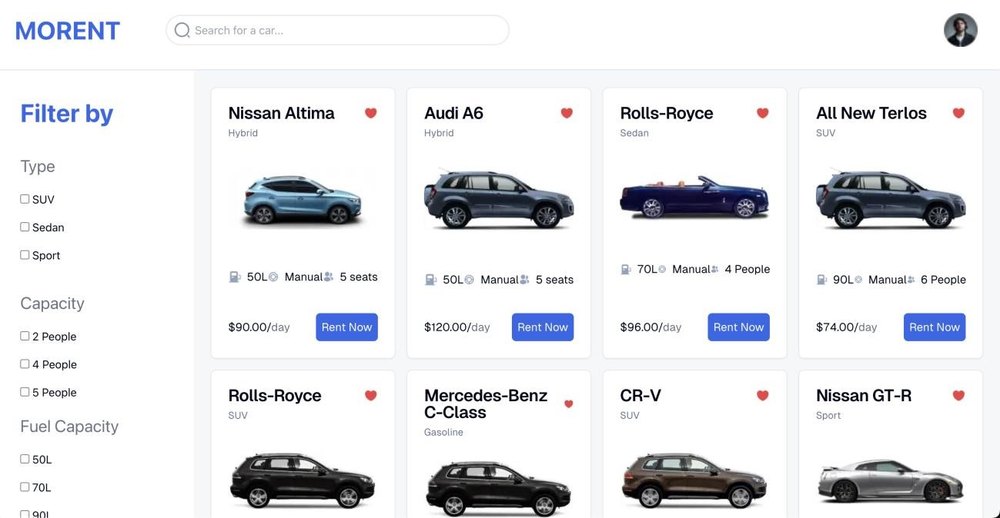 MORENT
Search for a car...
Filter by
Type
SUV
Sedan
Sport
Capacity
2 People
4 People
5 People
Fuel Capacity
50L
70L
90L
Nissan Altima
Hybrid
50L Manual 5 seats
$90.00/day Rent Now
Audi A6
Hybrid
50L Manual 5 seats
$120.00/day Rent Now
Rolls-Royce
Sedan
70L Manual 4 People
$96.00/day Rent Now
All New Terlos
SUV
90L Manual 6 People
$74.00/day Rent Now
Rolls-Royce
SUV
Mercedes-Benz
C-Class
Gasoline
CR-V
SUV
Nissan GT-R
Sport